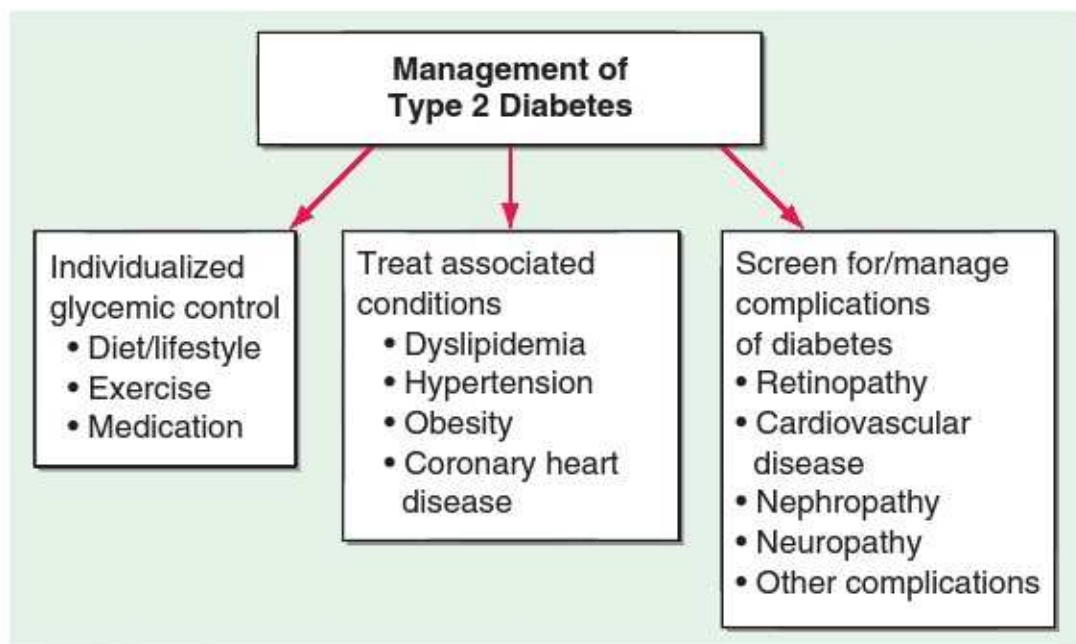 Management of
Type 2 Diabetes
Individualized
glycemic control
• Diet/lifestyle
• Exercise
• Medication
Treat associated
conditions
• Dyslipidemia
• Hypertension
• Obesity
• Coronary heart
disease
Screen for/manage
complications
of diabetes
• Retinopathy
• Cardiovascular
disease
• Nephropathy
• Neuropathy
• Other complications